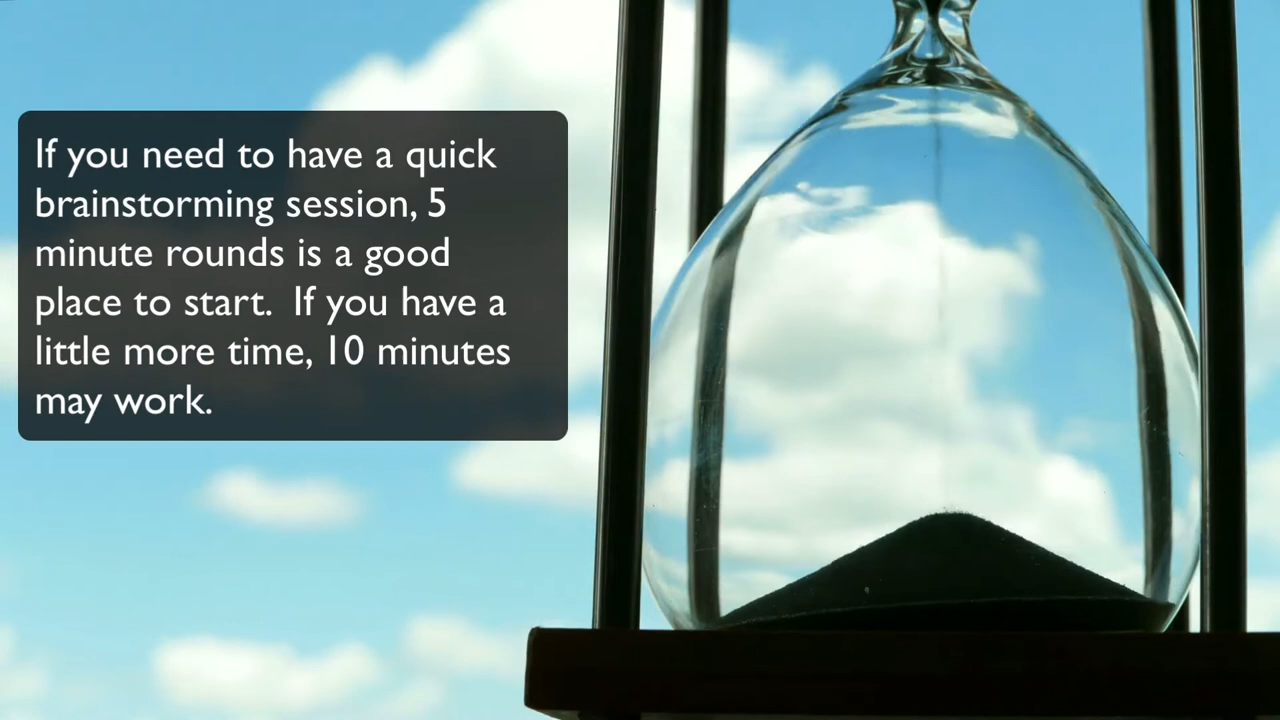 If you need to have a quick
brainstorming session, 5
minute rounds is a good
place to start.  If you have a
little more time, 10 minutes
may work.